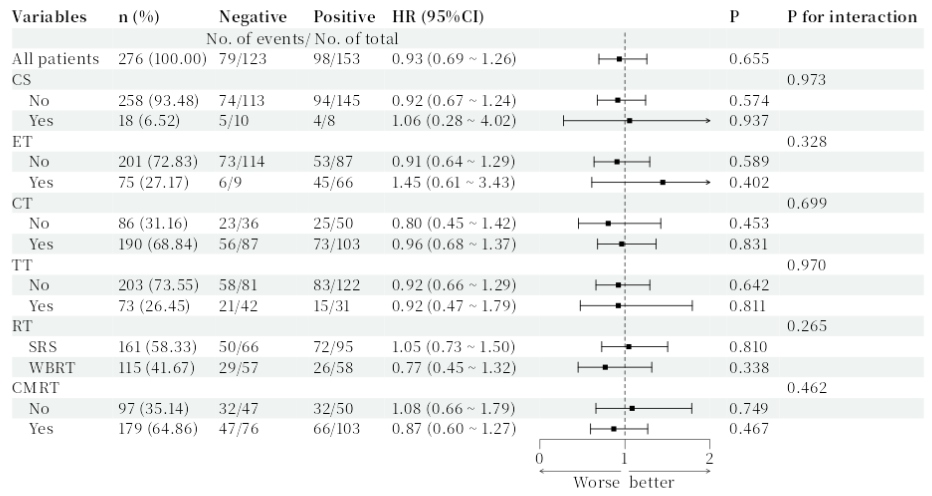 Variables n (%) Negative Positive HR (95%CI) P P for interaction
No. of events/ No. of total
All patients 276 (100.00) 79/123 98/153 0.93 (0.69 ~ 1.26) 0.655
CS 0.973
No 258 (93.48) 74/113 94/145 0.92 (0.67 ~ 1.24) 0.574
Yes 18 (6.52) 5/10 4/8 1.06 (0.28 ~ 4.02) 0.937
ET 0.328
No 201 (72.83) 73/114 53/87 0.91 (0.64 ~ 1.29) 0.589
Yes 75 (27.17) 6/9 45/66 1.45 (0.61 ~ 3.43) 0.402
CT 0.699
No 86 (31.16) 23/36 25/50 0.80 (0.45 ~ 1.42) 0.453
Yes 190 (68.84) 56/87 73/103 0.96 (0.68 ~ 1.37) 0.831
TT 0.970
No 203 (73.55) 58/81 83/122 0.92 (0.66 ~ 1.29) 0.642
Yes 73 (26.45) 21/42 15/31 0.92 (0.47 ~ 1.79) 0.811
RT 0.265
SRS 161 (58.33) 50/66 72/95 1.05 (0.73 ~ 1.50) 0.810
WBRT 115 (41.67) 29/57 26/58 0.77 (0.45 ~ 1.32) 0.338
CMRT 0.462
No 97 (35.14) 32/47 32/50 1.08 (0.66 ~ 1.79) 0.749
Yes 179 (64.86) 47/76 66/103 0.87 (0.60 ~ 1.27) 0.467
0 1 2
Worse better